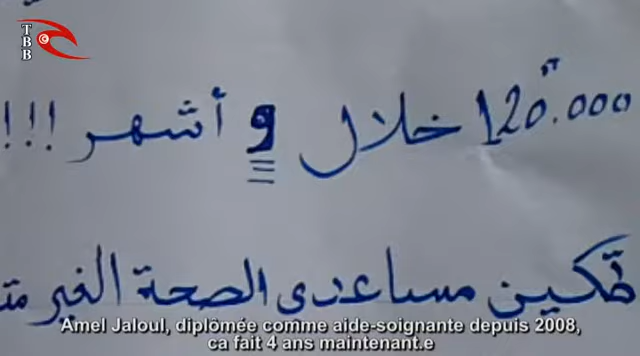 TBB
120.000 خلال 9 أشهر !!!
تمكين مساعدي الصحة الغير
Amel Jaloul, diplômée comme aide-soignante depuis 2008,
ca fait 4 ans maintenant.e